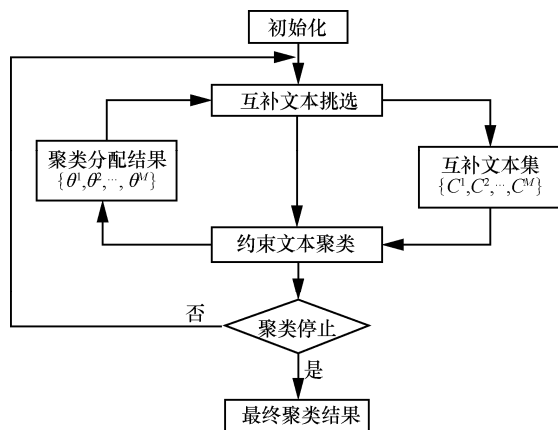 初始化
互补文本挑选
聚类分配结果
{θ¹,θ²,···, θᴹ}
互补文本集
{C¹,C²,···,Cᴹ}
约束文本聚类
否
聚类停止
是
最终聚类结果